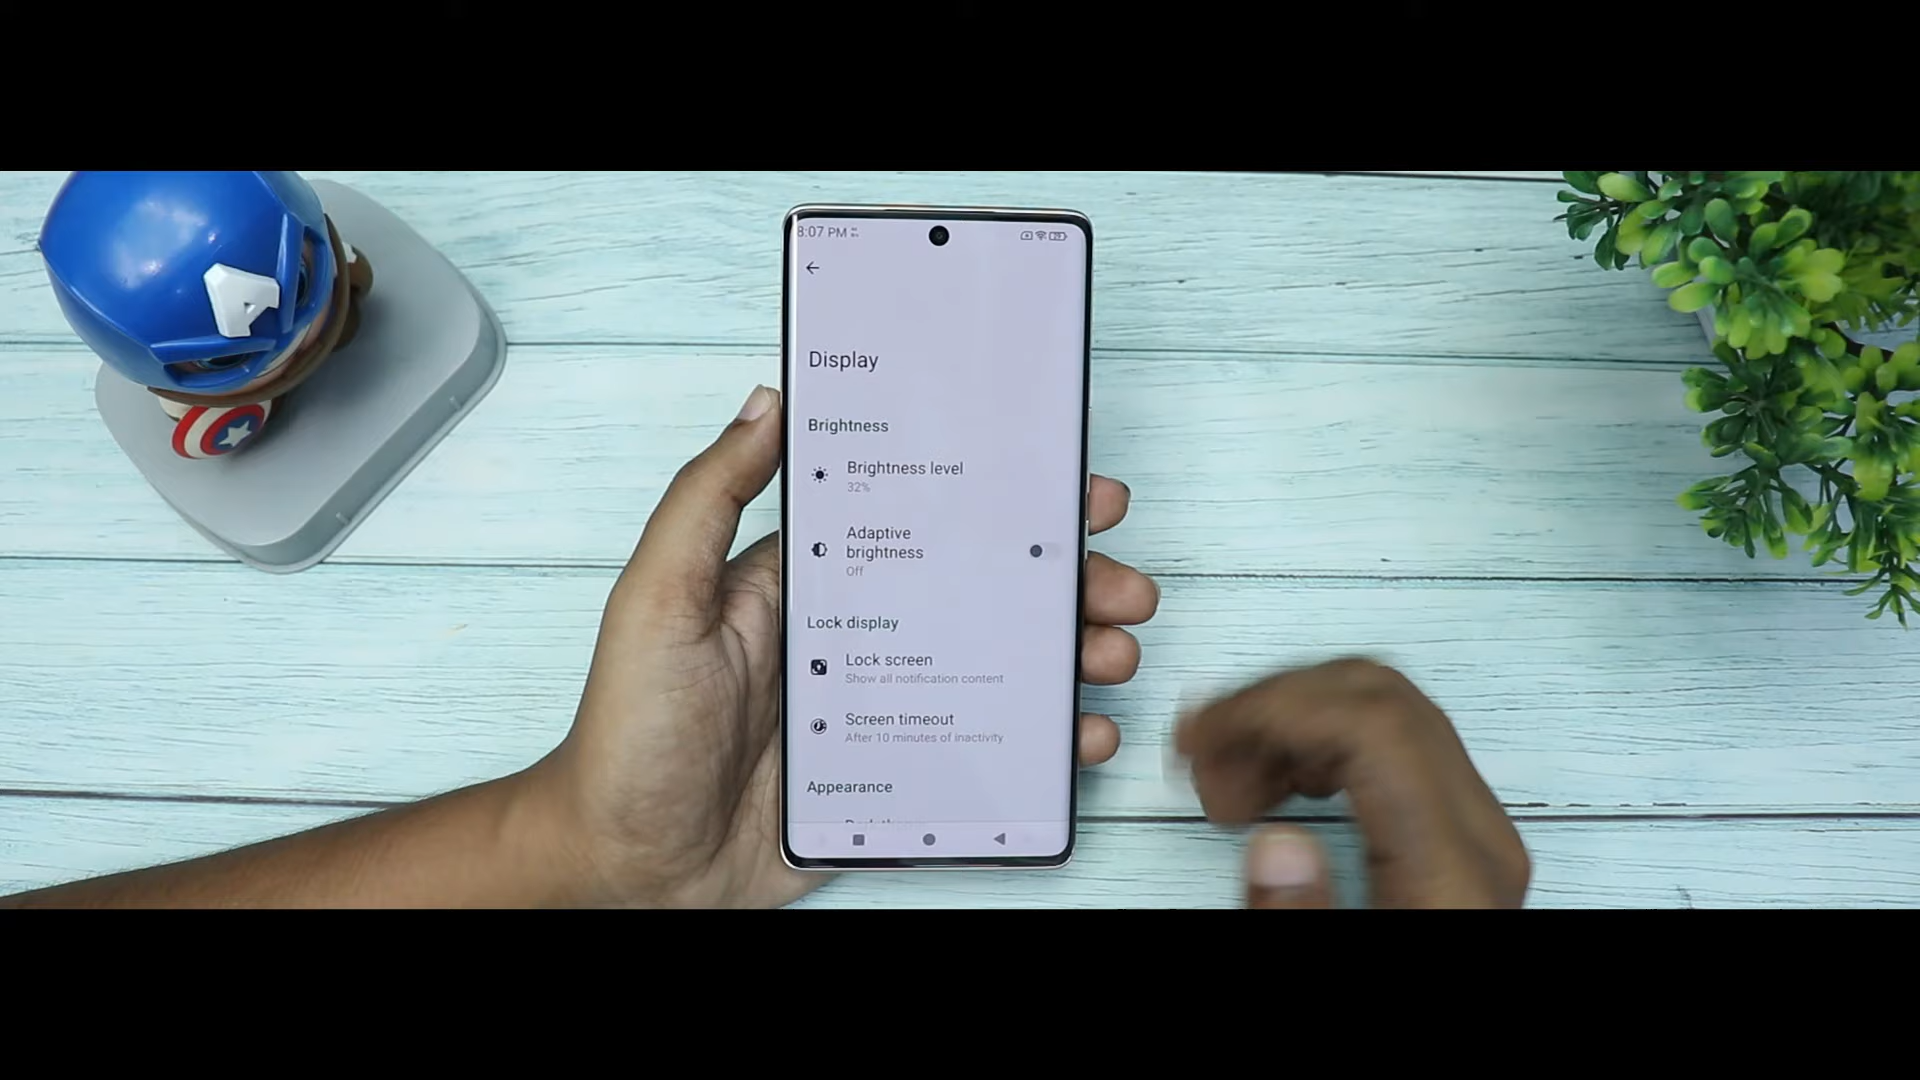 8:07 PM
Display
Brightness
Brightness level
32%
Adaptive
brightness
Off
Lock display
Lock screen
Show all notification content
Screen timeout
After 10 minutes of inactivity
Appearance
A